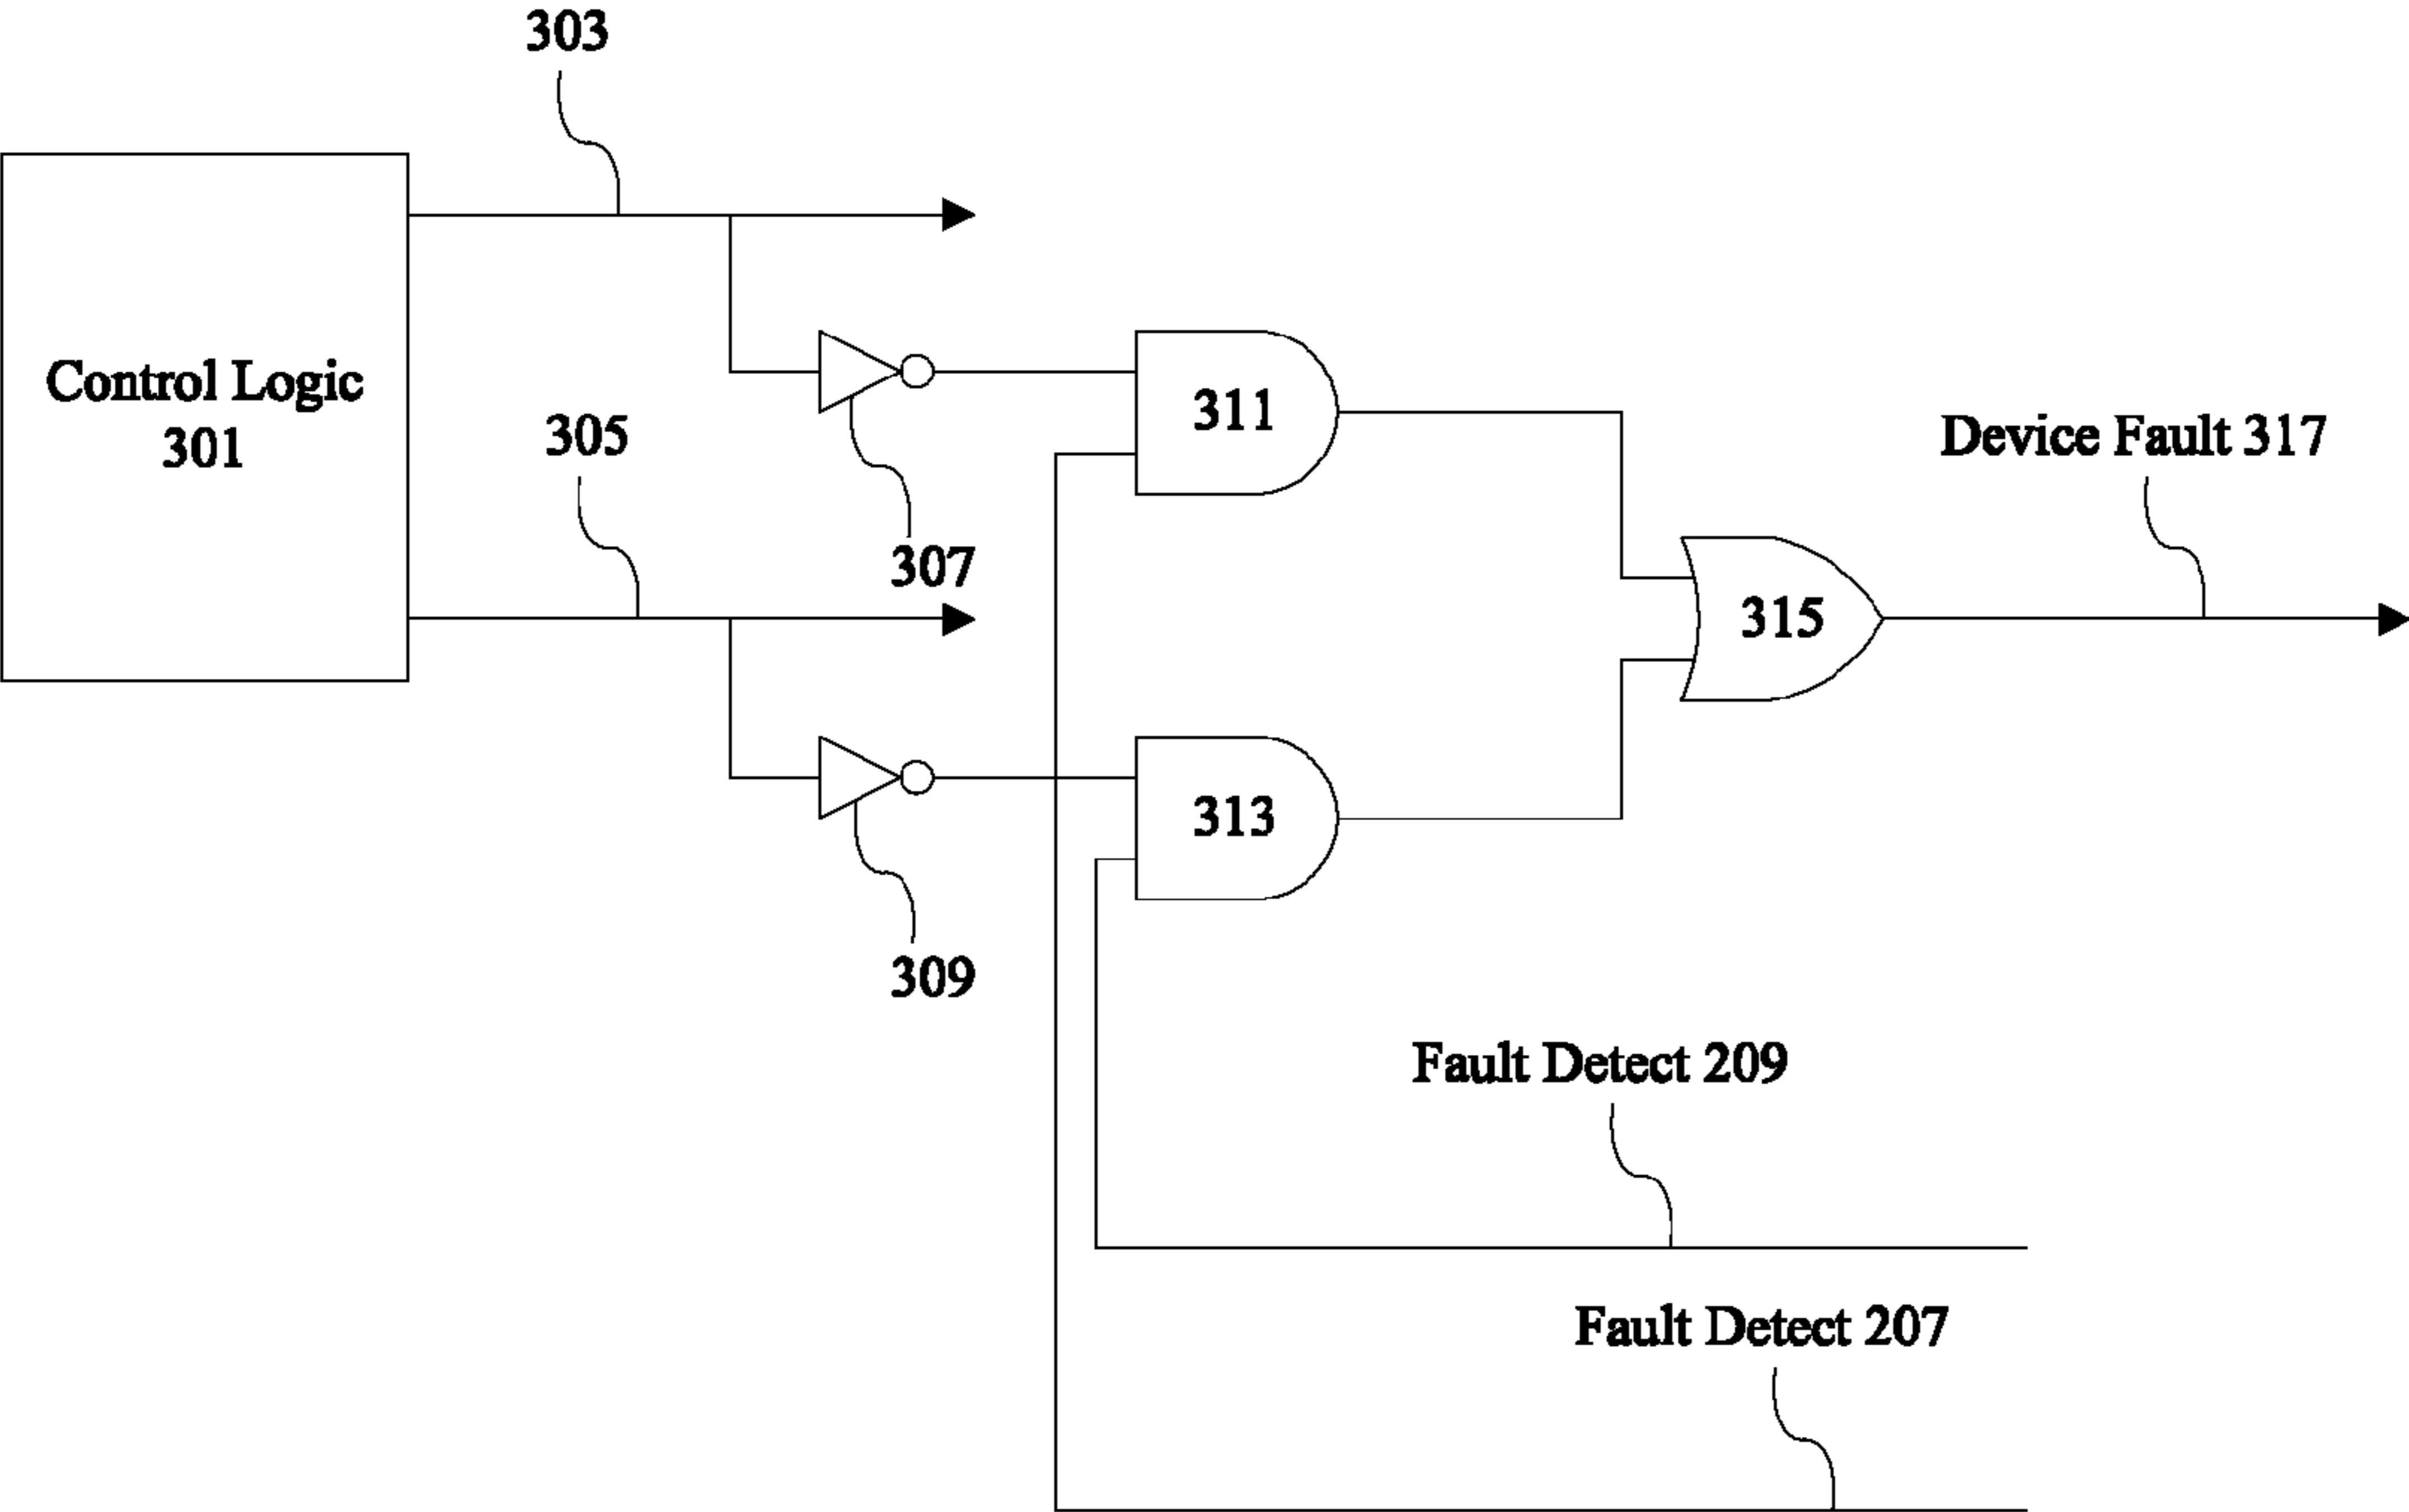 303
Control Logic
301
305
311
Device Fault 317
307
315
313
309
Fault Detect 209
Fault Detect 207